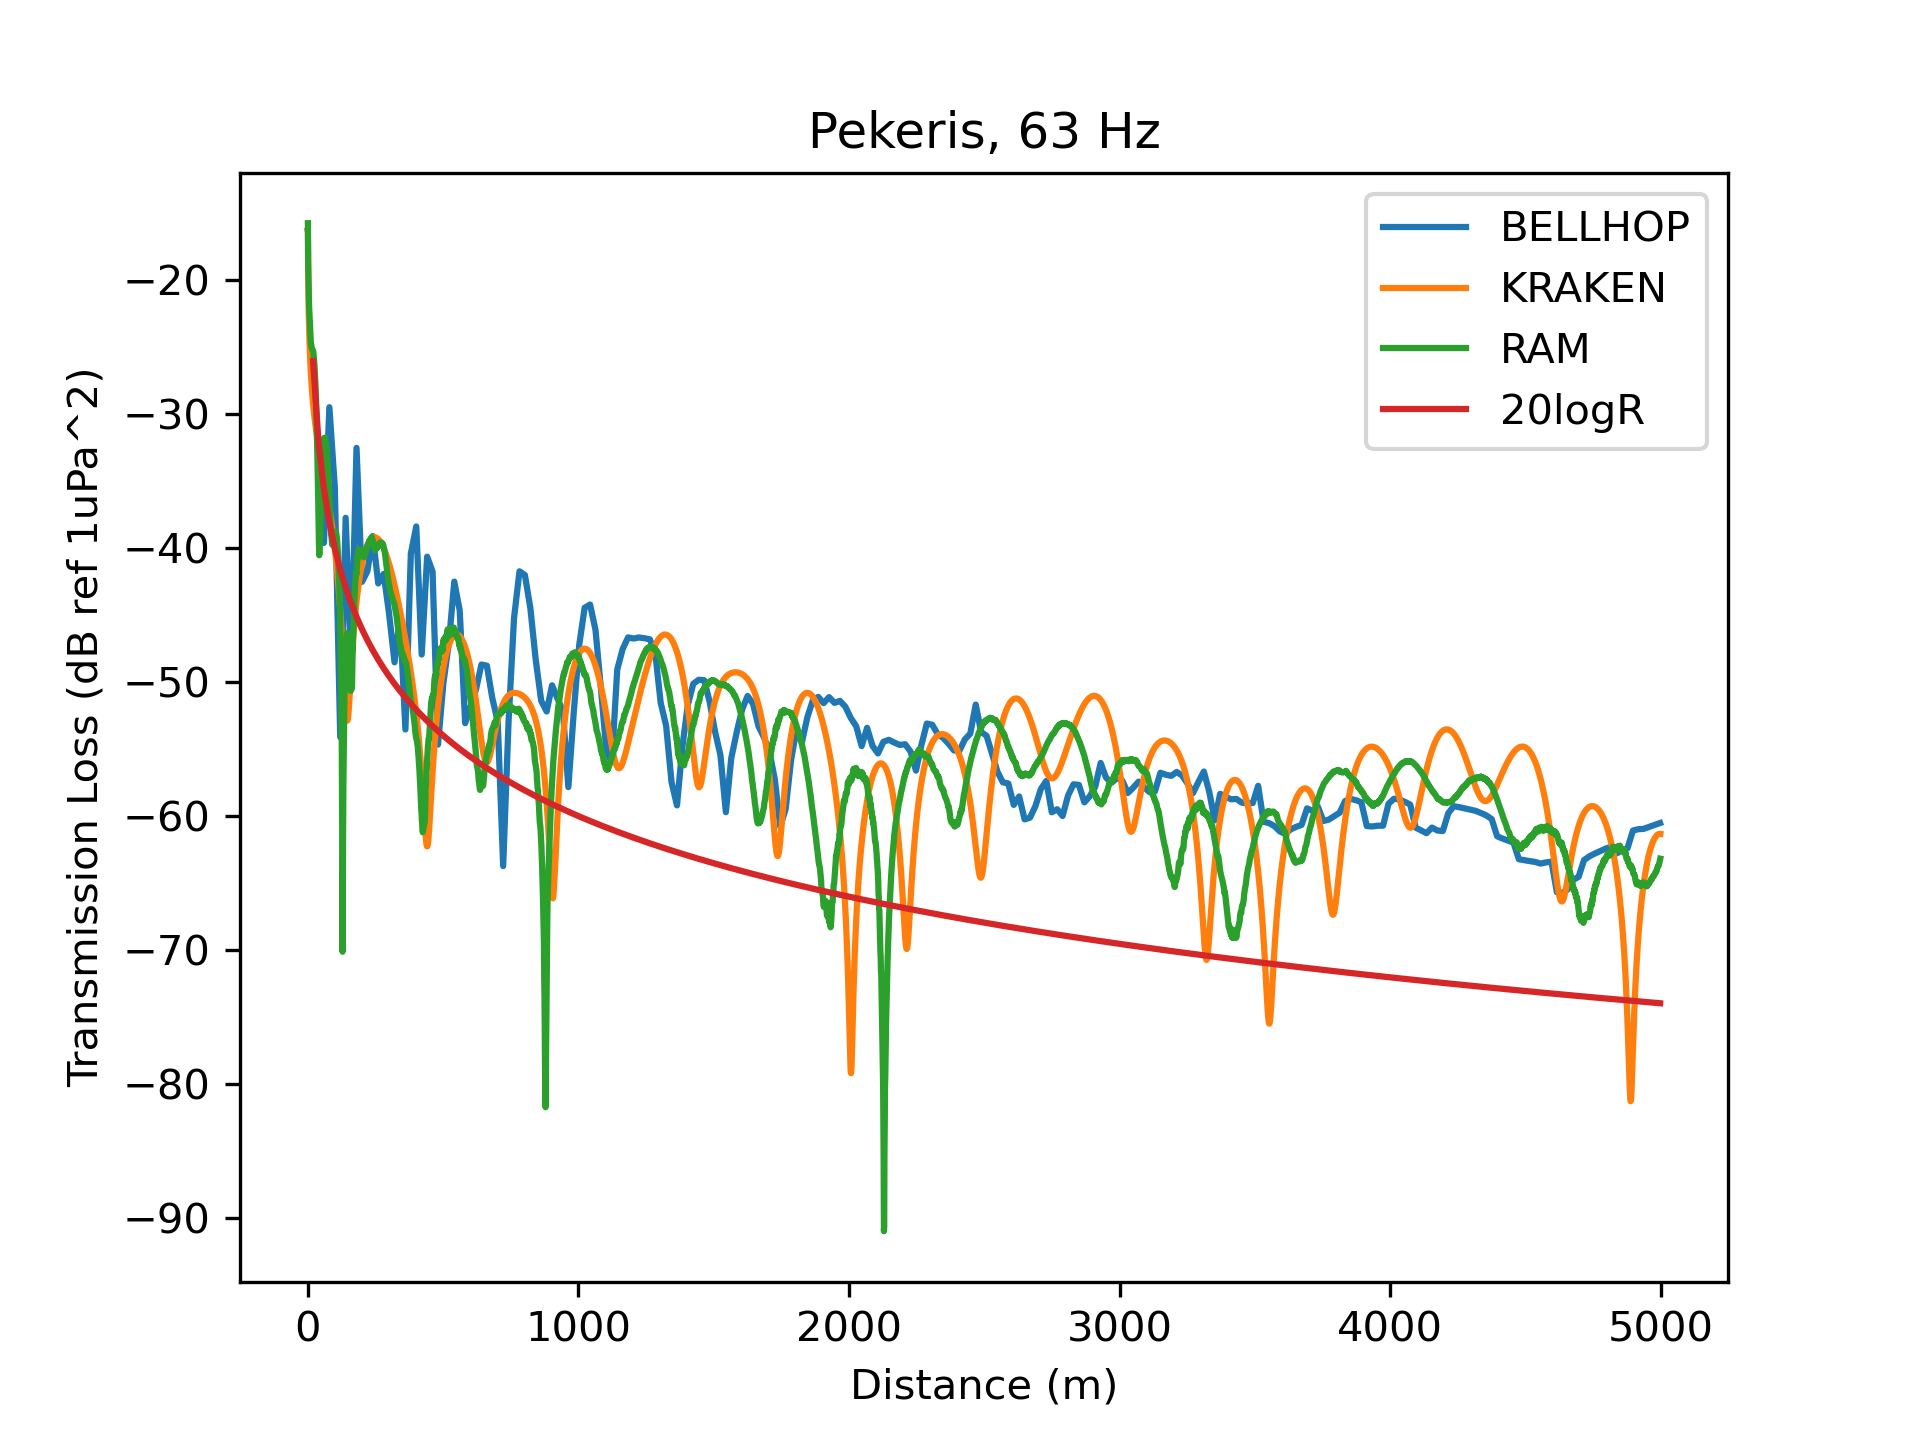 Pekeris, 63 Hz
BELLHOP
KRAKEN
RAM
20logR
Transmission Loss (dB ref 1uPa^2)
−20
−30
−40
−50
−60
−70
−80
−90
0 1000 2000 3000 4000 5000
Distance (m)